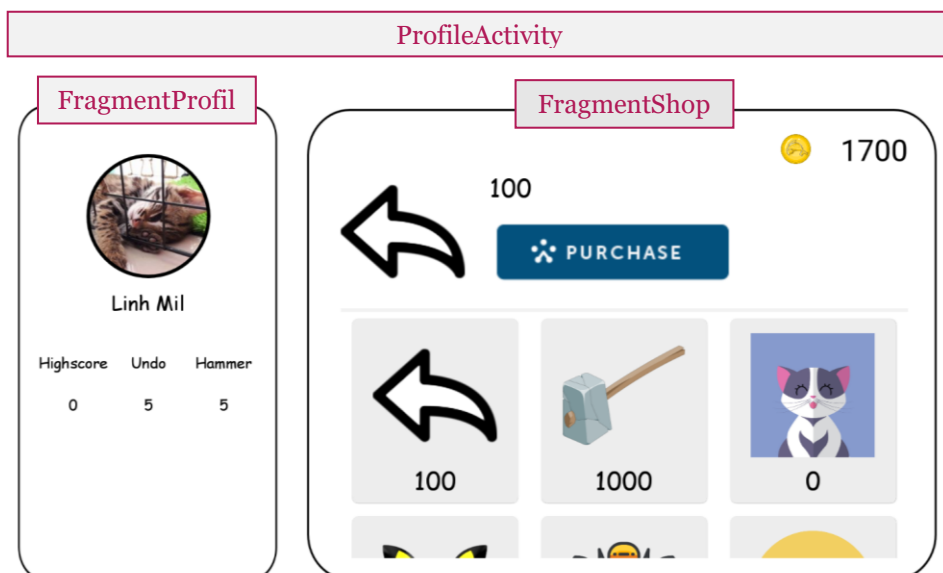 ProfileActivity
FragmentProfil
FragmentShop
1700
100
PURCHASE
Linh Mil
Highscore Undo Hammer
0 5 5
100 1000 0